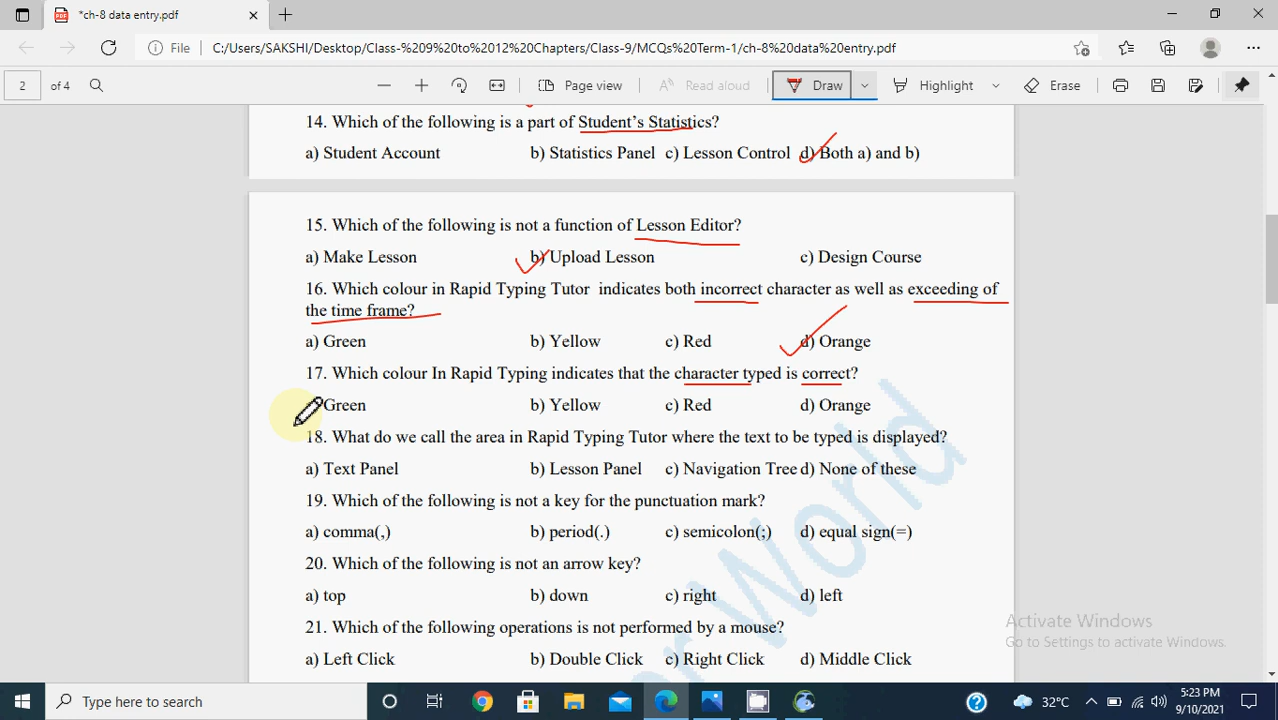 *ch-8 data entry.pdf
File C:/Users/SAKSHI/Desktop/Class-%209%20to%2012%20Chapters/Class-9/MCQs%20Term-1/ch-8%20data%20entry.pdf
2 of 4 Page view Read aloud Draw Highlight Erase
14. Which of the following is a part of Student's Statistics?
a) Student Account b) Statistics Panel c) Lesson Control d) Both a) and b)
15. Which of the following is not a function of Lesson Editor?
a) Make Lesson b) Upload Lesson c) Design Course
16. Which colour in Rapid Typing Tutor indicates both incorrect character as well as exceeding of
the time frame?
a) Green b) Yellow c) Red d) Orange
17. Which colour In Rapid Typing indicates that the character typed is correct?
Green b) Yellow c) Red d) Orange
18. What do we call the area in Rapid Typing Tutor where the text to be typed is displayed?
a) Text Panel b) Lesson Panel c) Navigation Tree d) None of these
19. Which of the following is not a key for the punctuation mark?
a) comma(,) b) period(.) c) semicolon(;) d) equal sign(=)
20. Which of the following is not an arrow key?
a) top b) down c) right d) left
21. Which of the following operations is not performed by a mouse?
a) Left Click b) Double Click c) Right Click d) Middle Click
World
Activate Windows
Go to Settings to activate Windows.
Type here to search
32°C
5:23 PM
9/10/2021